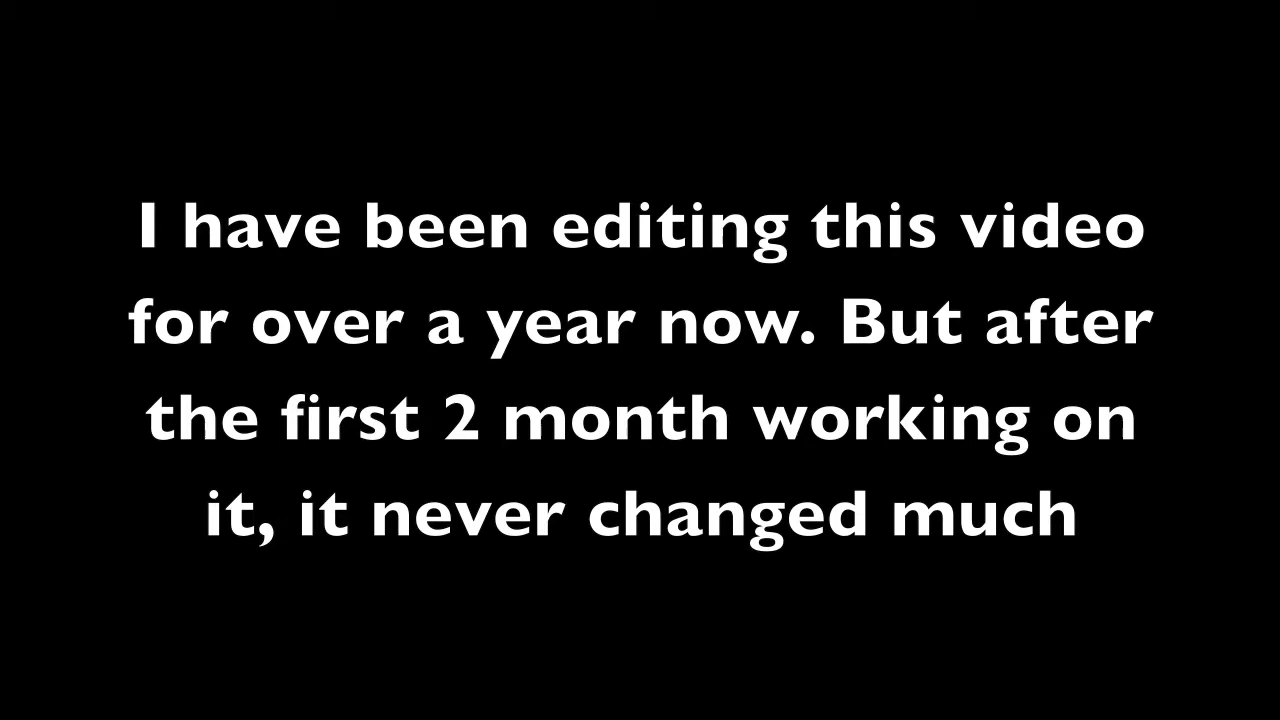 I have been editing this video
for over a year now. But after
the first 2 month working on
it, it never changed much